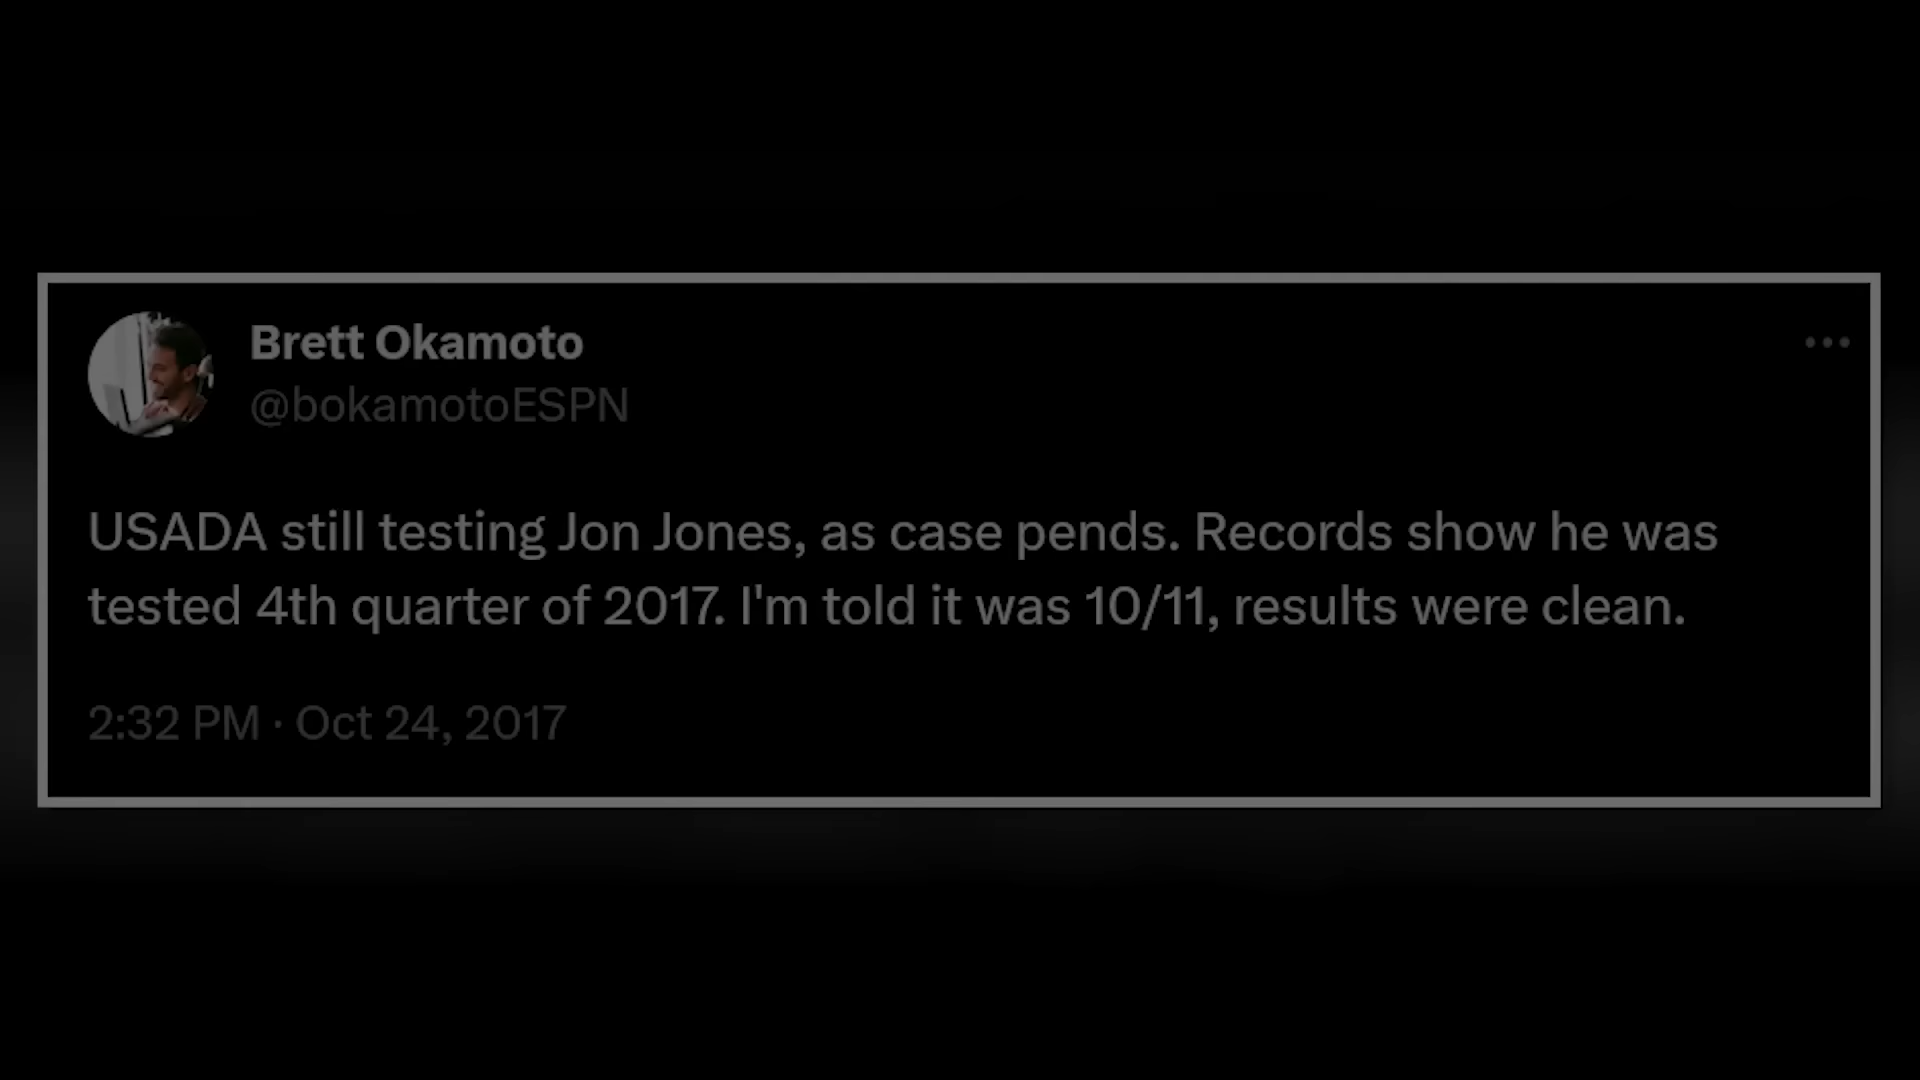 Brett Okamoto
@bokamotoESPN
USADA still testing Jon Jones, as case pends. Records show he was
tested 4th quarter of 2017. I'm told it was 10/11, results were clean.
2:32 PM · Oct 24, 2017